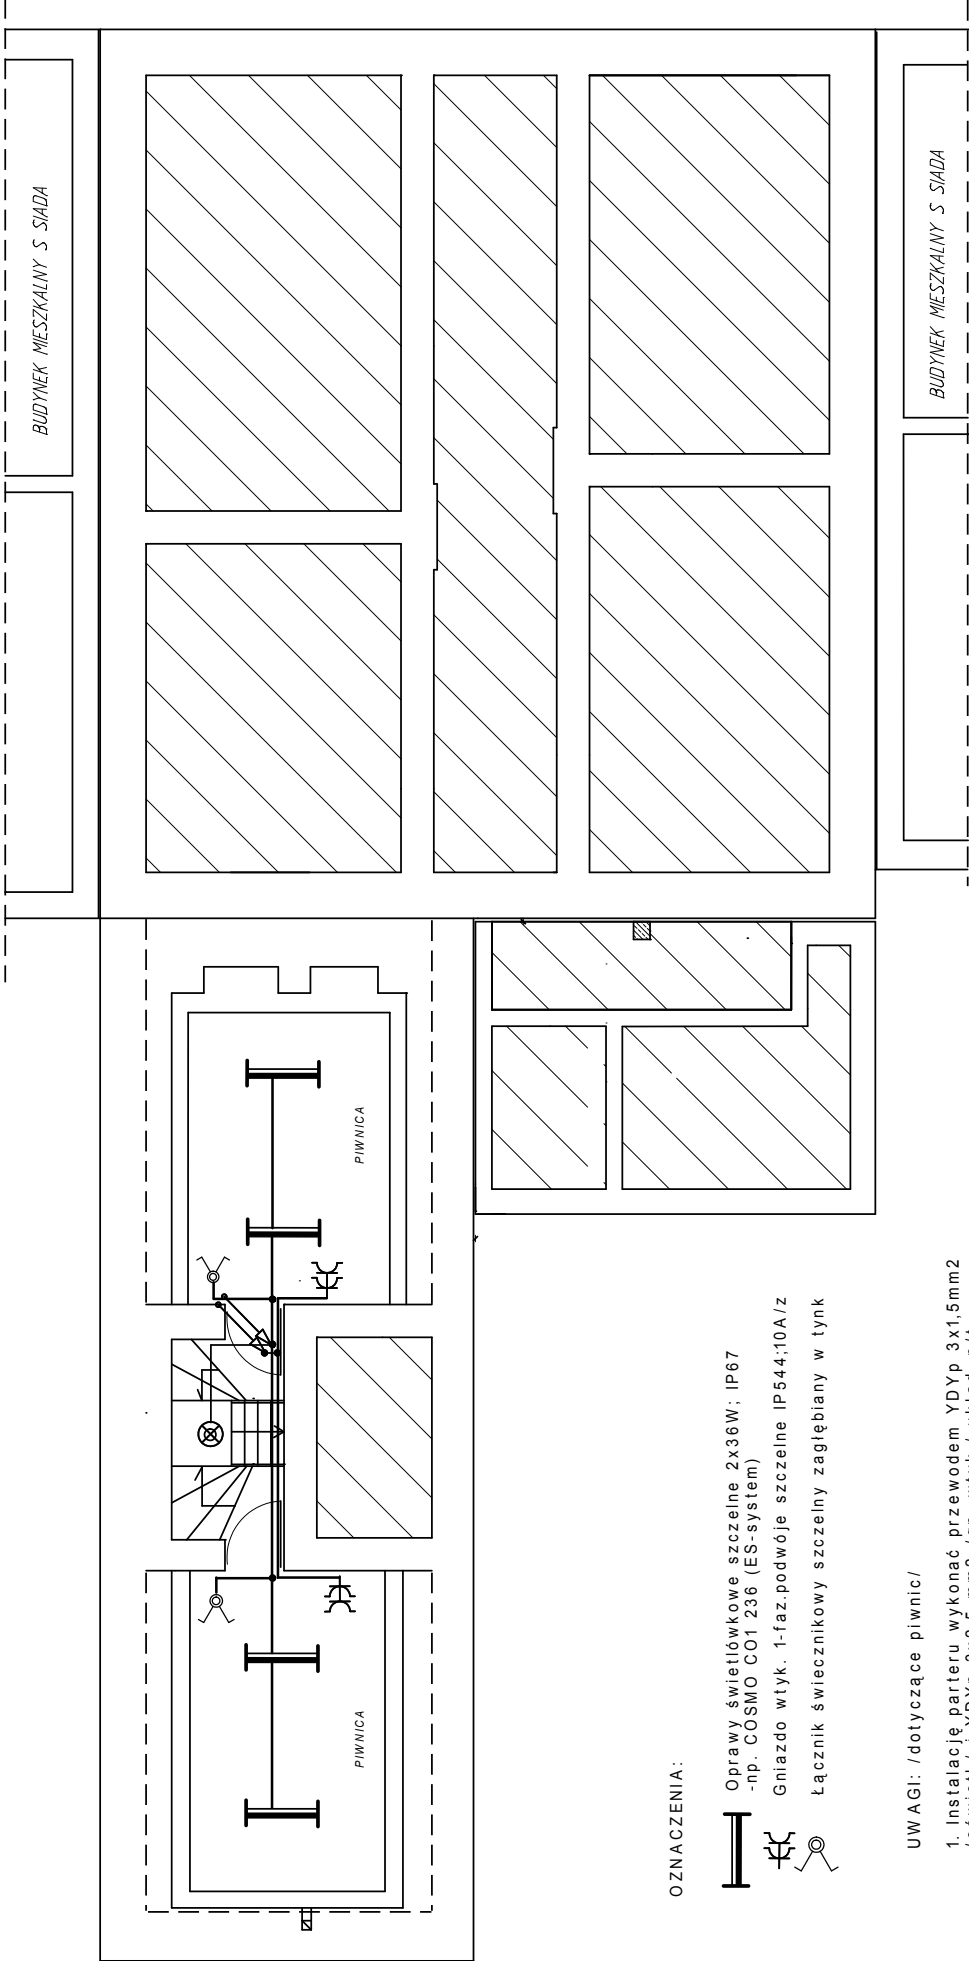 BUDYNEK MIESZKALNY S SIADA
BUDYNEK MIESZKALNY S SIADA
PIWNICA
PIWNICA
OZNACZENIA:
Oprawy świetlówkowe szczelne 2x36W; IP67
-np. COSMO CO1 236 (ES-system)
Gniazdo wtyk. 1-faz.podwóje szczelne IP544;10A/z
Łącznik świecznikowy szczelny zagłębiany w tynk
UWAGI: /dotyczące piwnic/
1. Instalację parteru wykonać przewodem YDYp 3x1,5mm2